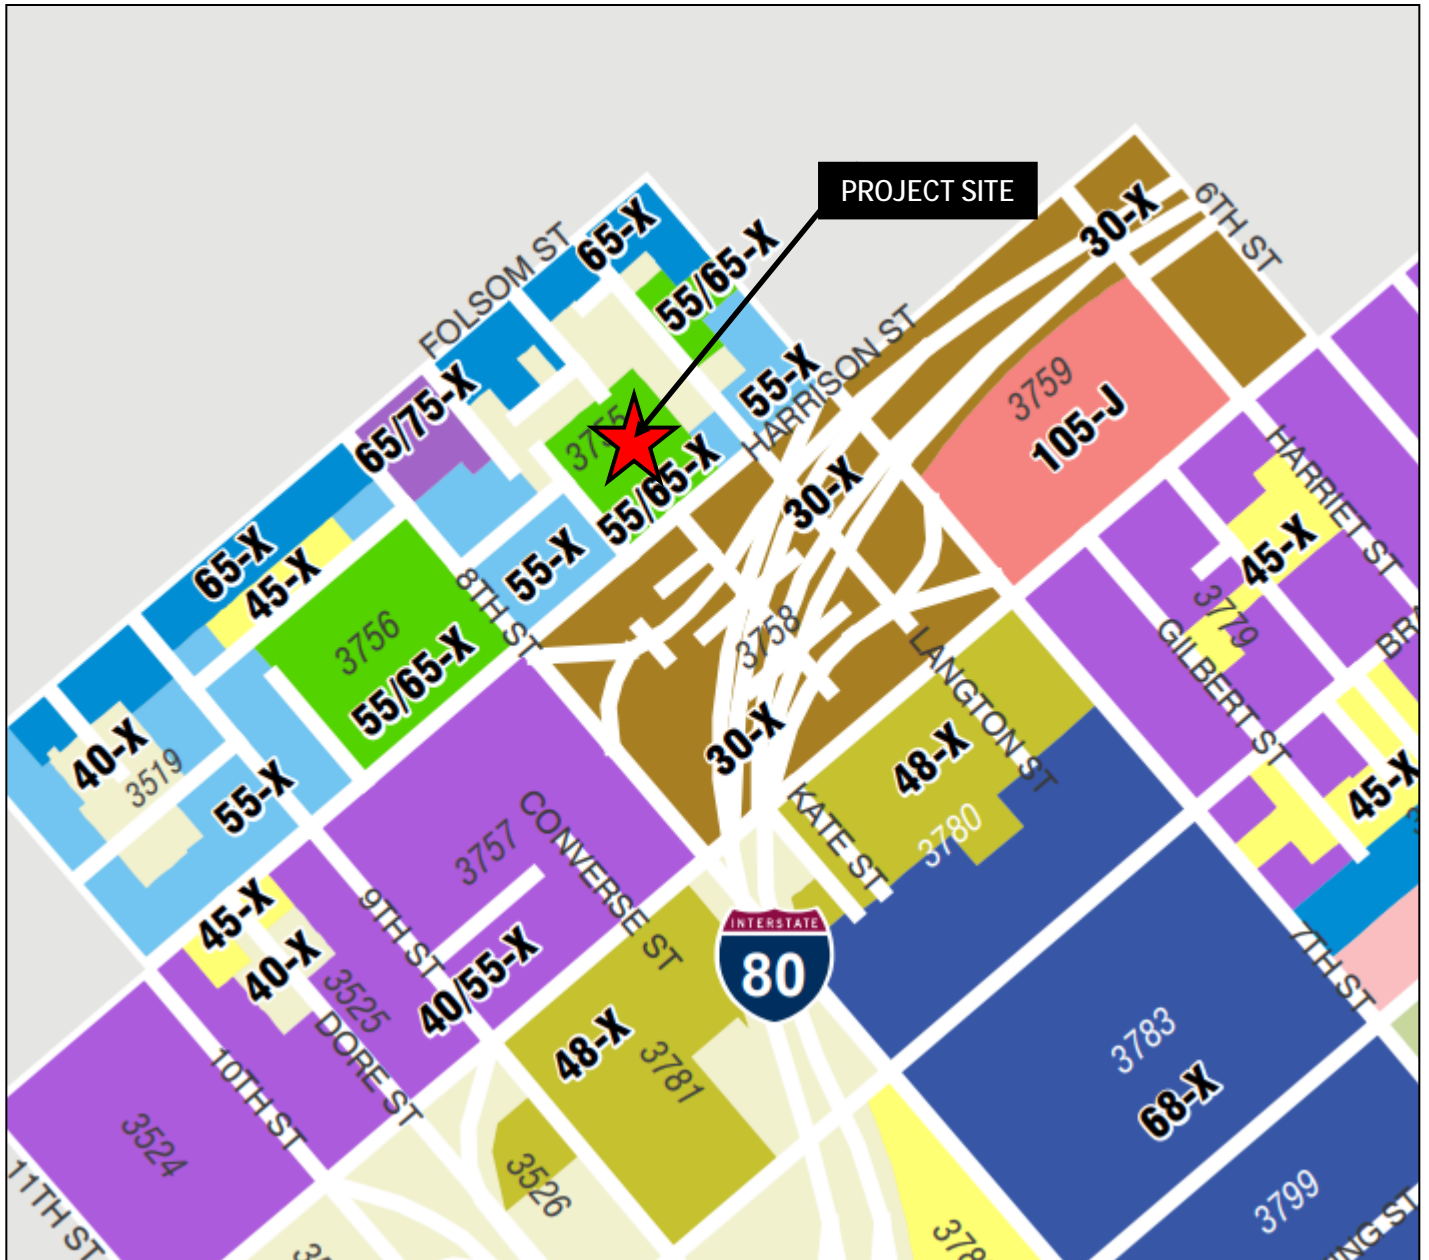 PROJECT SITE
6TH ST
30-X
65-X
55/65-X
FOLSOM ST
HARRISON ST
55-X
65/75-X
3755
55/65-X
30-X
3759
105-J
HARRIET ST
45-X
3779
GILBERT ST
65-X
45-X
8TH ST
55-X
3756
55/65-X
3758
LANGTON ST
30-X
48-X
KATE ST
3780
45-X
40-X
3519
55-X
3757
CONVERSE ST
9TH ST
45-X
40-X
3525
40/55-X
DORE ST
INTERSTATE
80
7TH ST
48-X
3781
3783
68-X
10TH ST
3524
3526
11TH ST
3799